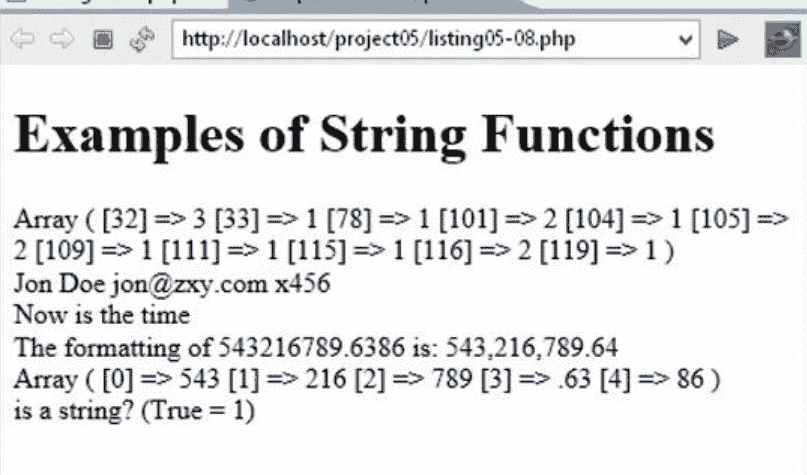 http://localhost/project05/listing05-08.php
Examples of String Functions
Array ( [32] => 3 [33] => 1 [78] => 1 [101] => 2 [104] => 1 [105] =>
2 [109] => 1 [111] => 1 [115] => 1 [116] => 2 [119] => 1 )
Jon Doe jon@zxy.com x456
Now is the time
The formatting of 543216789.6386 is: 543,216,789.64
Array ( [0] => 543 [1] => 216 [2] => 789 [3] => .63 [4] => 86 )
is a string? (True = 1)